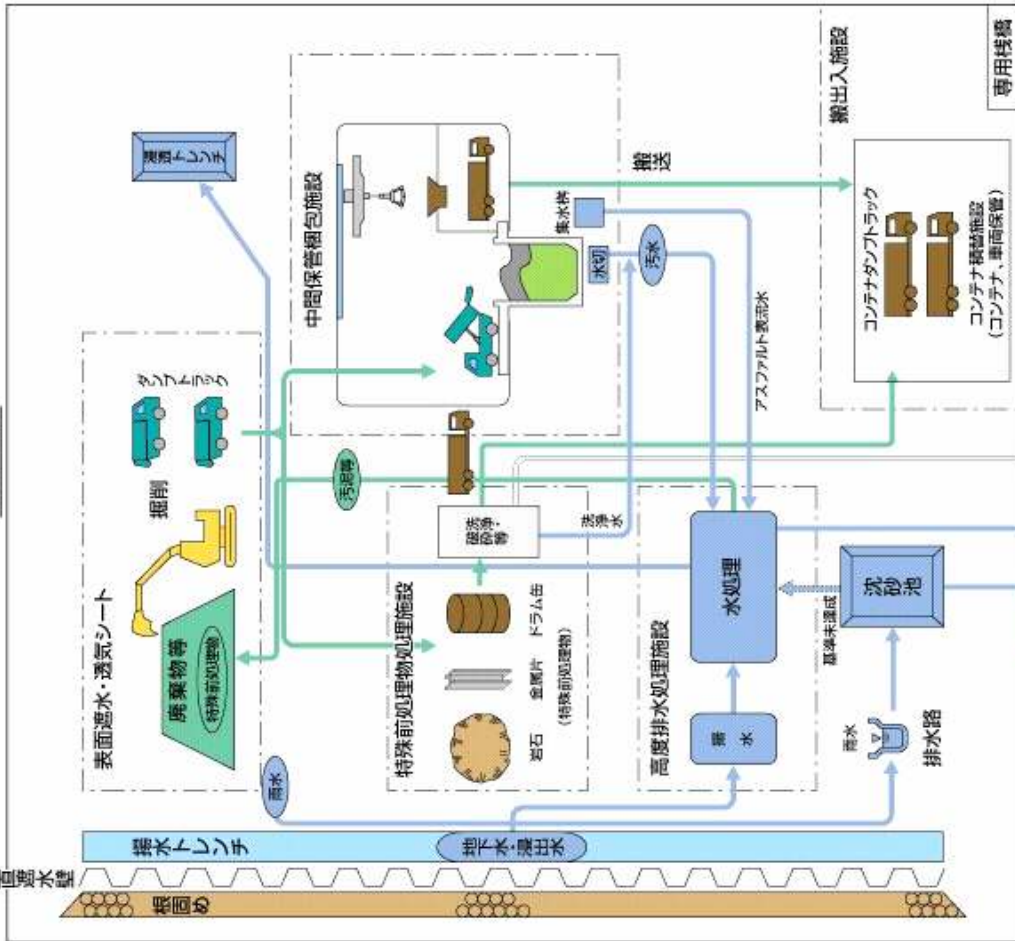 表面遮水・透気シート
廃棄物等
特殊前処理物
掘削
ダンプトラック
浸透トレンチ
雨水
汚泥等
中間保管梱包施設
集水桝
水切
汚水
搬送
特殊前処理物処理施設
岩石
金属片
ドラム缶
(特殊前処理物)
洗浄・
破砕等
洗浄水
高度排水処理施設
揚水
水処理
アスファルト表流水
基準未達成
沈砂池
雨水
排水路
搬出入施設
コンテナダンプトラック
コンテナ積替施設
(コンテナ、車両保管)
専用桟橋
揚水トレンチ
地下水・浸出水
直遮水壁
根固め